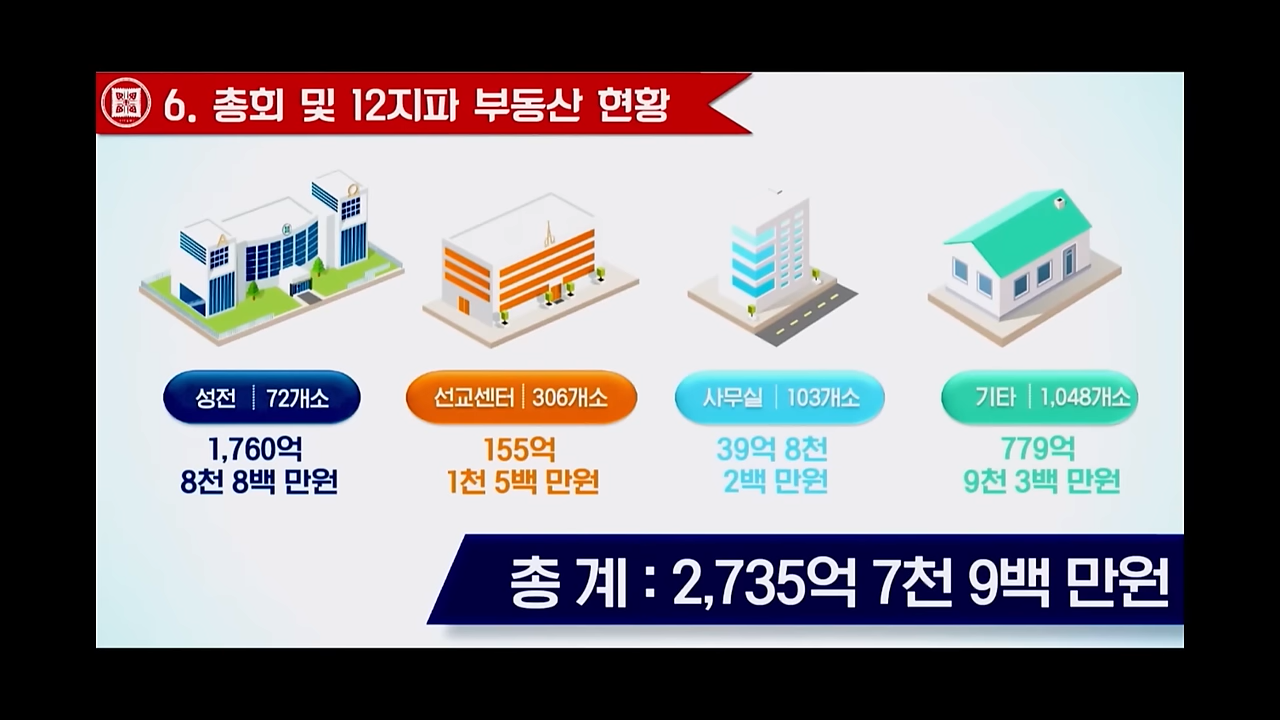 6. 총회 및 12지파 부동산 현황
성전 72개소
1,760억
8천 8백 만원
선교센터 306개소
155억
1천 5백 만원
사무실 103개소
39억 8천
2백 만원
기타 1,048개소
779억
9천 3백 만원
총 계 : 2,735억 7천 9백 만원